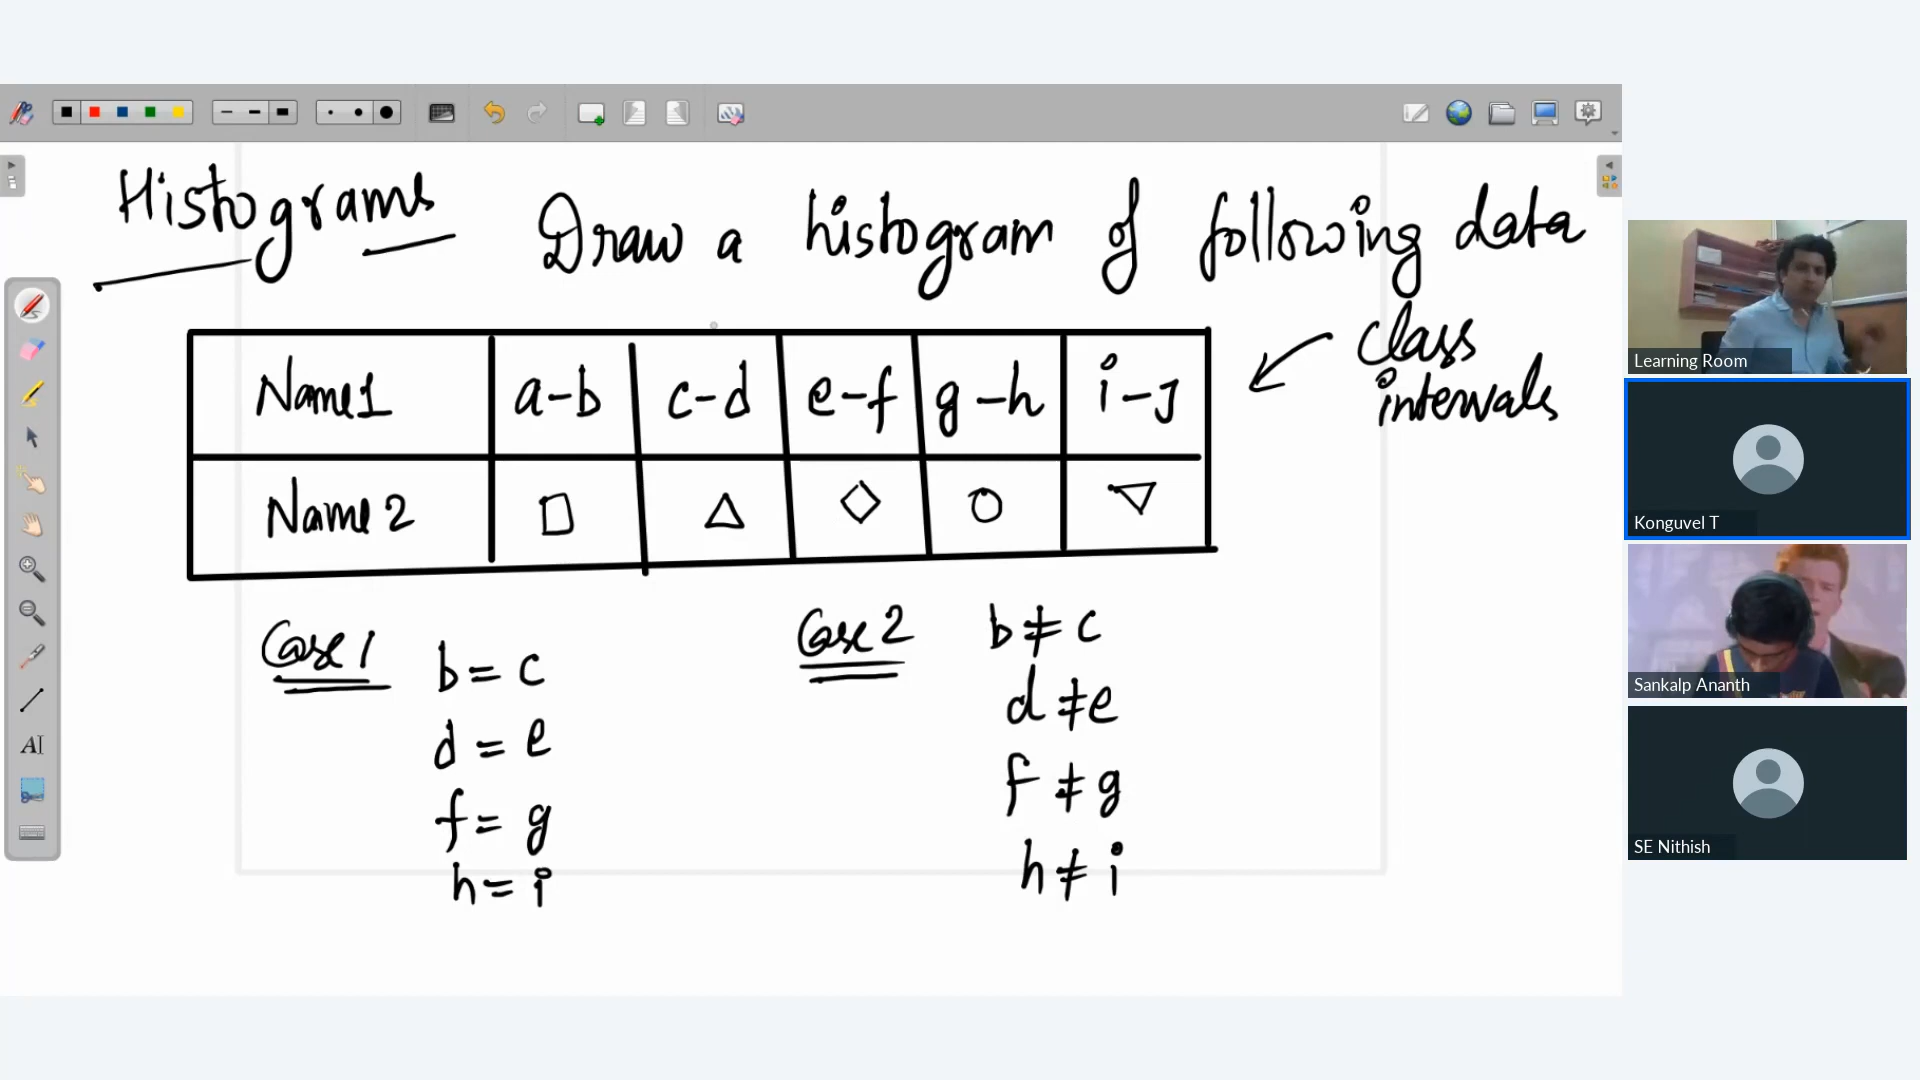 Histograms
Draw a histogram of following data
Name1 a-b c-d e-f g-h i-j
Name 2
class
intervals
Case 1
b = c
d = e
f = g
h = i
Case 2
b ≠ c
d ≠ e
f ≠ g
h ≠ i
AI
Learning Room
Konguvel T
Sankalp Ananth
SE Nithish